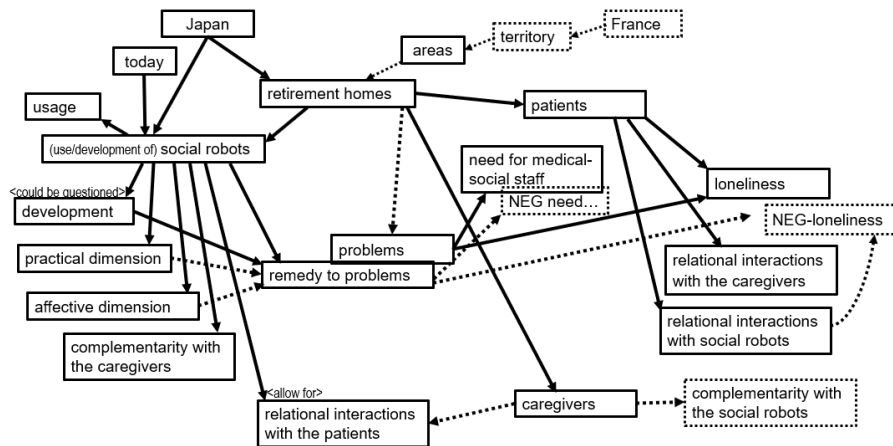 Japan
France
territory
areas
today
retirement homes
patients
usage
(use/development of) social robots
need for medical-
social staff
loneliness
<could be questioned>
development
NEG need...
NEG-loneliness
problems
practical dimension
remedy to problems
relational interactions
with the caregivers
affective dimension
relational interactions
with social robots
complementarity with
the caregivers
<allow for>
relational interactions
with the patients
caregivers
complementarity with
the social robots